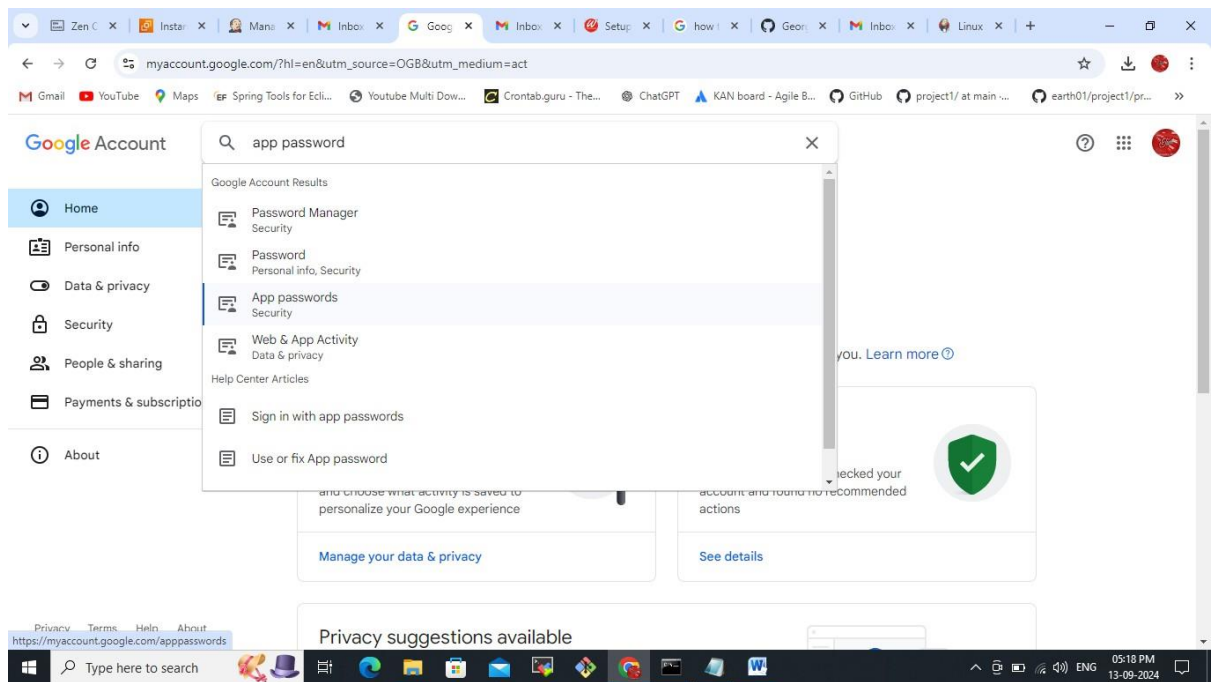 Zen C
Instar
Mana
Inbox
Goog
Inbox
Setup
how t
Georg
Inbox
Linux
myaccount.google.com/?hl=en&utm_source=OGB&utm_medium=act
Gmail
YouTube
Maps
Spring Tools for Ecli...
Youtube Multi Dow...
Crontab.guru - The...
ChatGPT
KAN board - Agile B...
GitHub
project1/ at main ·...
earth01/project1/pr...
Google Account
app password
Google Account Results
Home
Personal info
Data & privacy
Security
People & sharing
Payments & subscriptio
About
Password Manager
Security
Password
Personal info, Security
App passwords
Security
Web & App Activity
Data & privacy
Help Center Articles
Sign in with app passwords
Use or fix App password
you. Learn more
and choose what activity is saved to
personalize your Google experience
Manage your data & privacy
hecked your
account and found no recommended
actions
See details
Privacy Terms Help About
https://myaccount.google.com/apppasswords
Privacy suggestions available
Type here to search
ENG
05:18 PM
13-09-2024